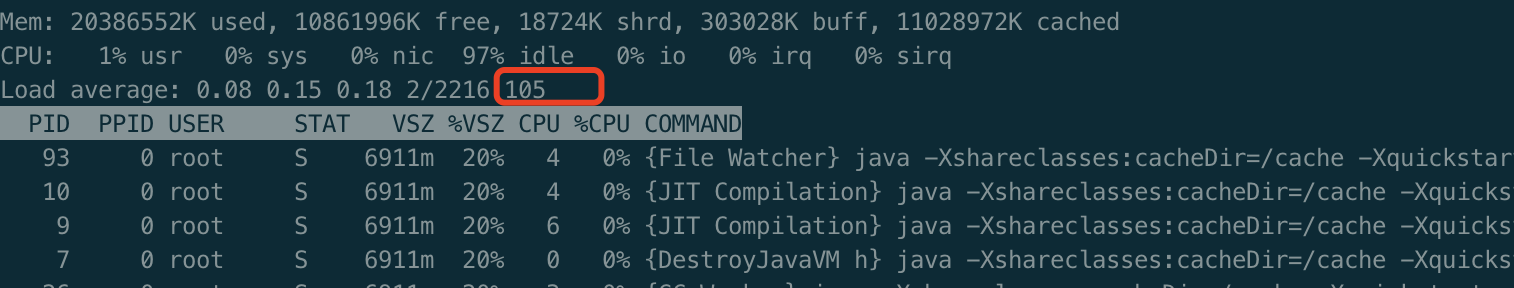 Mem: 20386552K used, 10861996K free, 18724K shrd, 303028K buff, 11028972K cached
CPU:   1% usr   0% sys   0% nic  97% idle   0% io   0% irq   0% sirq
Load average: 0.08 0.15 0.18 2/2216 105
  PID  PPID USER     STAT   VSZ %VSZ CPU %CPU COMMAND
   93     0 root     S    6911m  20%   4   0% {File Watcher} java -Xshareclasses:cacheDir=/cache -Xquickstar
   10     0 root     S    6911m  20%   4   0% {JIT Compilation} java -Xshareclasses:cacheDir=/cache -Xquicks
    9     0 root     S    6911m  20%   6   0% {JIT Compilation} java -Xshareclasses:cacheDir=/cache -Xquicks
    7     0 root     S    6911m  20%   0   0% {DestroyJavaVM h} java -Xshareclasses:cacheDir=/cache -Xquicks